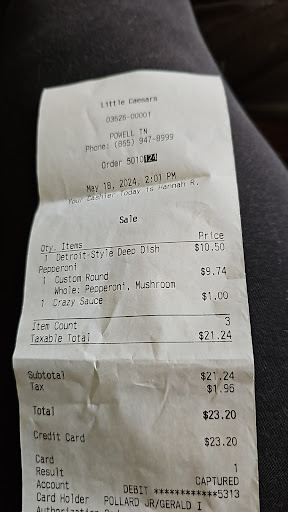 Little Caesars
03626-00001
POWELL TN
Phone: (865) 947-8999
Order 5010124
May 18, 2024, 2:01 PM
Your Cashier Today is Hannah R.
Sale
Qty. Items Price
1 Detroit-Style Deep Dish $10.50
Pepperoni
1 Custom Round $9.74
Whole: Pepperoni, Mushroom
1 Crazy Sauce $1.00
Item Count 3
Taxable Total $21.24
Subtotal $21.24
Tax $1.96
Total $23.20
Credit Card $23.20
Card 1
Result CAPTURED
Account DEBIT ************5313
Card Holder POLLARD JR/GERALD I